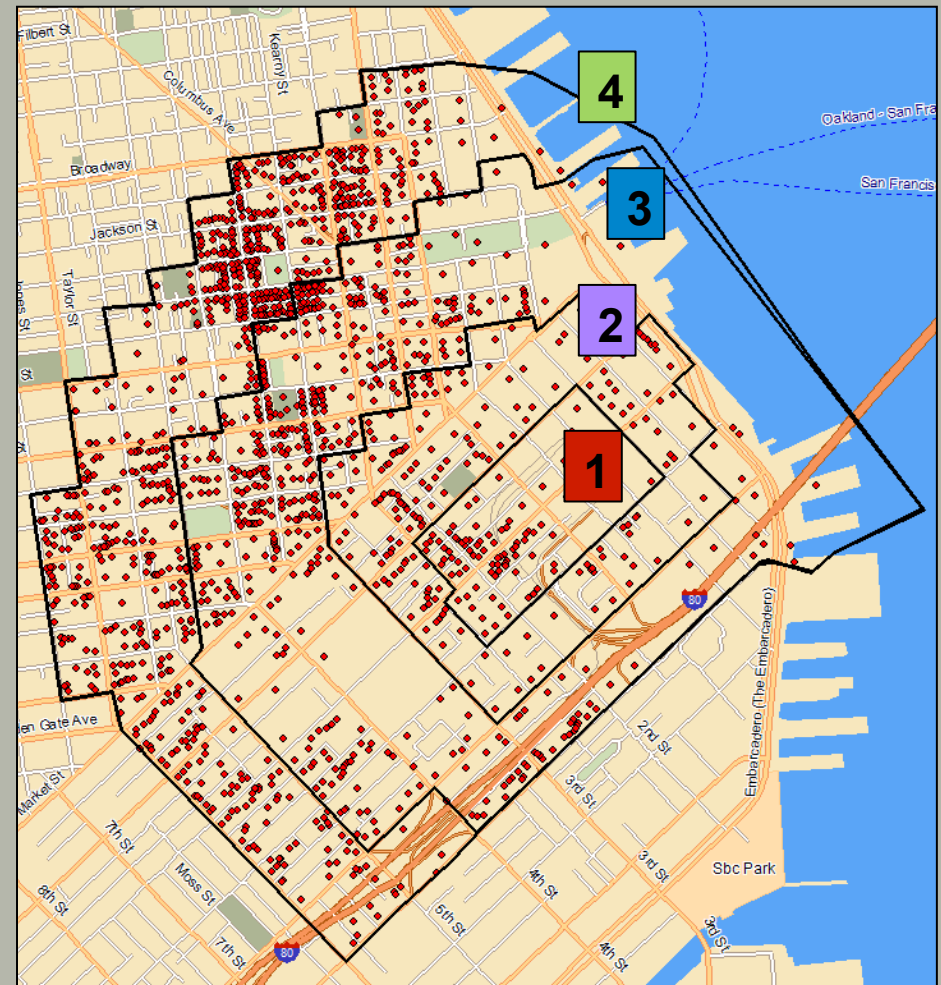 Filbert St
Kearny St
Columbus Ave
4
Oakland - San Fra
Broadway
San Francis
3
Jackson St
Taylor St
2
St
1
80
en Gate Ave
Embarcadero (The Embarcadero)
2nd St
Market St
3rd St
7th St
3rd St
Sbc Park
Moss St
4th St
8th St
5th St
3rd St
7th St
80
4th St